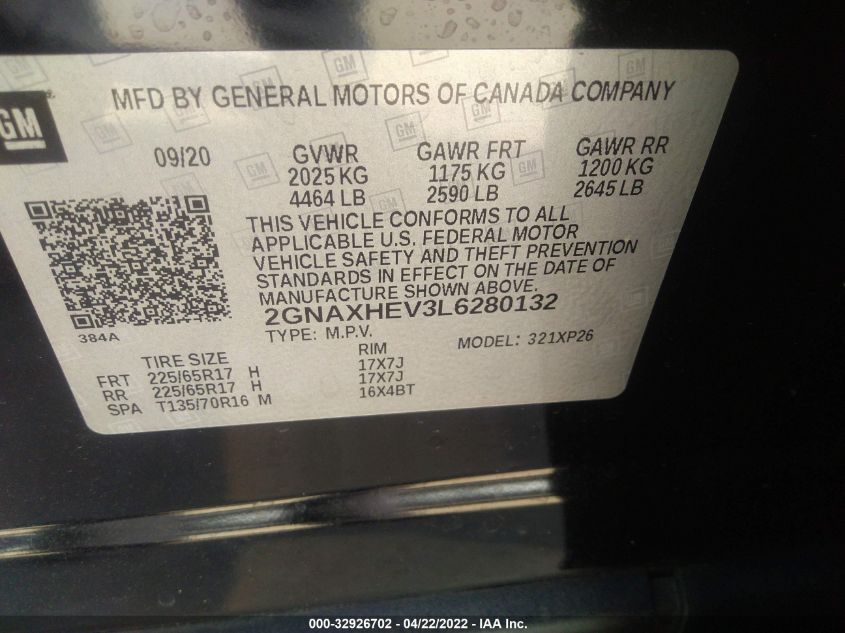 GM
MFD BY GENERAL MOTORS OF CANADA COMPANY
09/20 GVWR GAWR FRT GAWR RR
2025 KG 1175 KG 1200 KG
4464 LB 2590 LB 2645 LB
THIS VEHICLE CONFORMS TO ALL
APPLICABLE U.S. FEDERAL MOTOR
VEHICLE SAFETY AND THEFT PREVENTION
STANDARDS IN EFFECT ON THE DATE OF
MANUFACTURE SHOWN ABOVE.
2GNAXHEV3L6280132
384A
TYPE: M.P.V. MODEL: 321XP26
TIRE SIZE RIM
FRT 225/65R17 H 17X7J
RR 225/65R17 H 17X7J
SPA T135/70R16 M 16X4BT
000-32926702 - 04/22/2022 - IAA Inc.